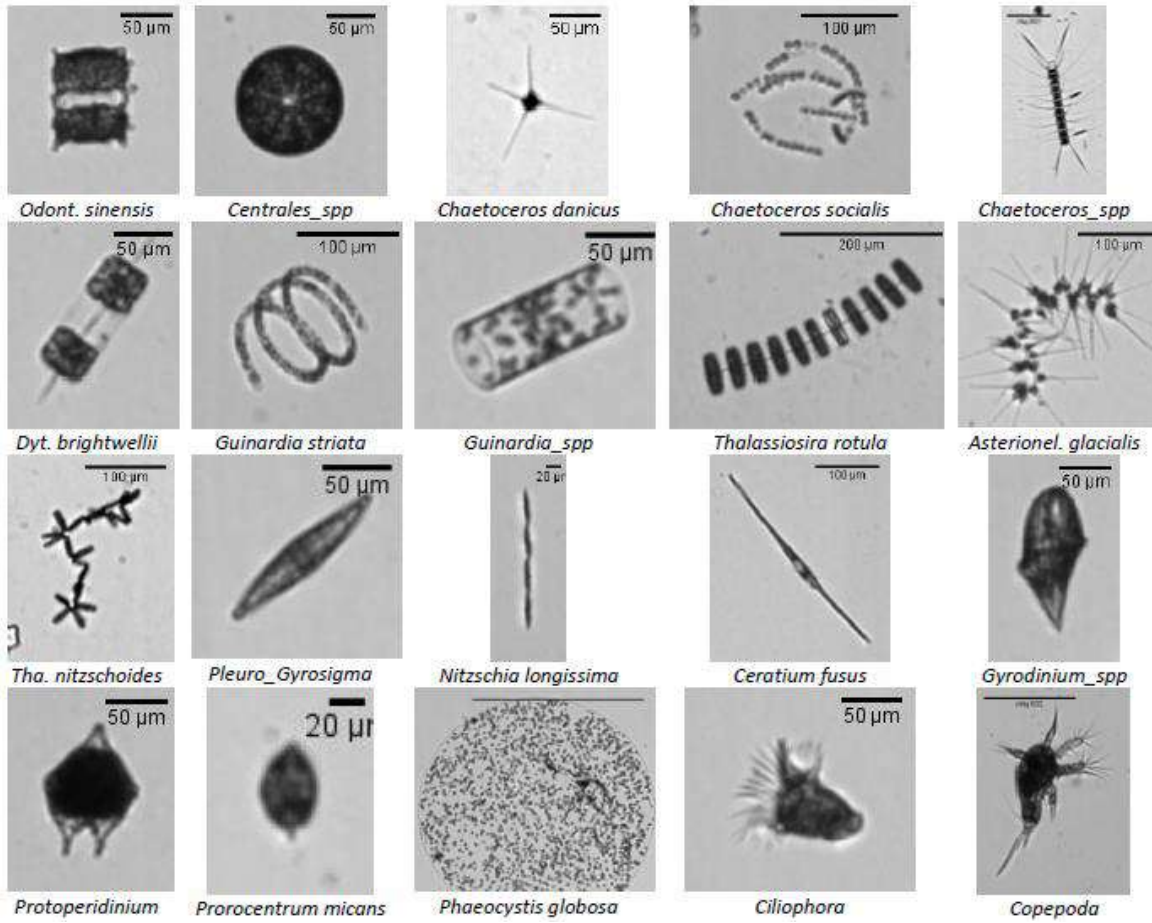 50 µm 50 µm 50 µm 100 µm
Odont. sinensis Centrales_spp Chaetoceros danicus Chaetoceros socialis Chaetoceros_spp
50 µm 100 µm 50 µm 200 µm 100 µm
Dyt. brightwellii Guinardia striata Guinardia_spp Thalassiosira rotula Asterionel. glacialis
100 µm 50 µm 20 µ 100 µm 50 µm
Tha. nitzschoides Pleuro_Gyrosigma Nitzschia longissima Ceratium fusus Gyrodinium_spp
50 µm 20 µ 50 µm
Protoperidinium Prorocentrum micans Phaeocystis globosa Ciliophora Copepoda